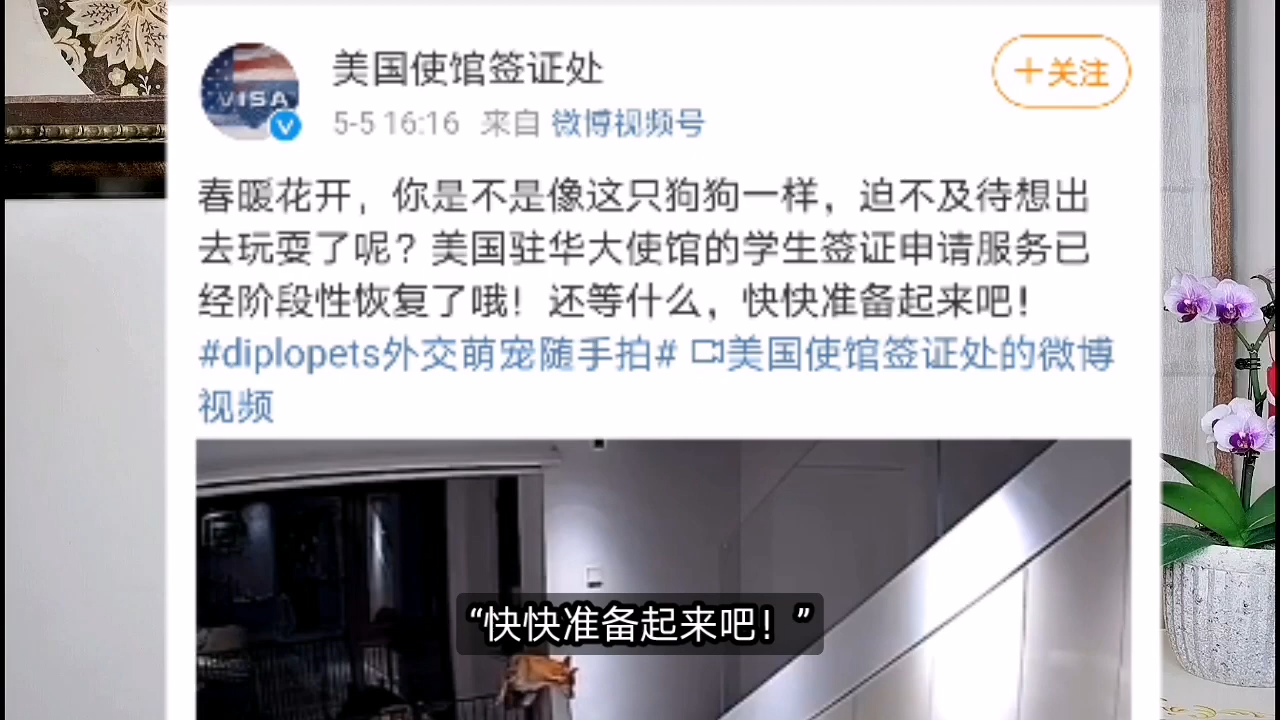 美国使馆签证处
+关注
VISA
5-5 16:16 来自 微博视频号
春暖花开，你是不是像这只狗狗一样，迫不及待想出
去玩耍了呢？美国驻华大使馆的学生签证申请服务已
经阶段性恢复了哦！还等什么，快快准备起来吧！
#diplopets外交萌宠随手拍# 美国使馆签证处的微博
视频
“快快准备起来吧！”